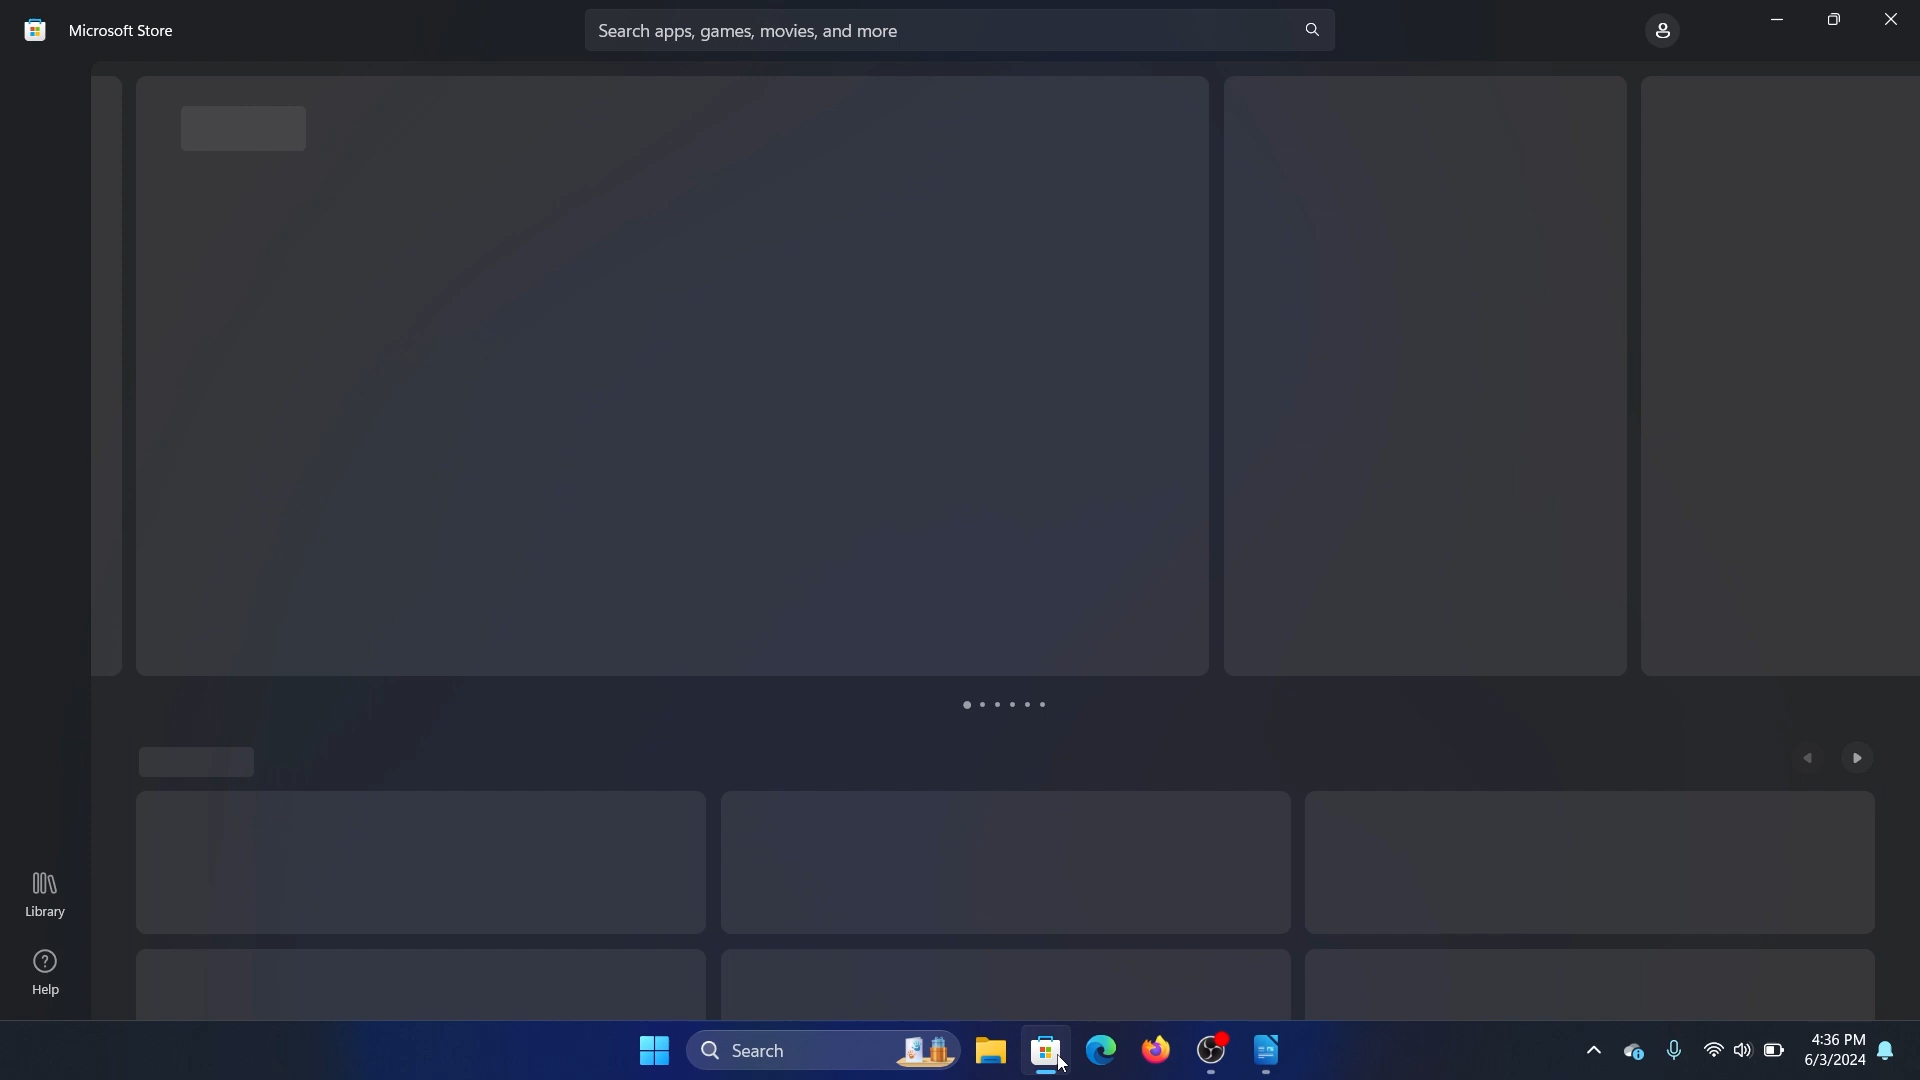 Microsoft Store
Search apps, games, movies, and more
Library
Help
Search
4:36 PM
6/3/2024